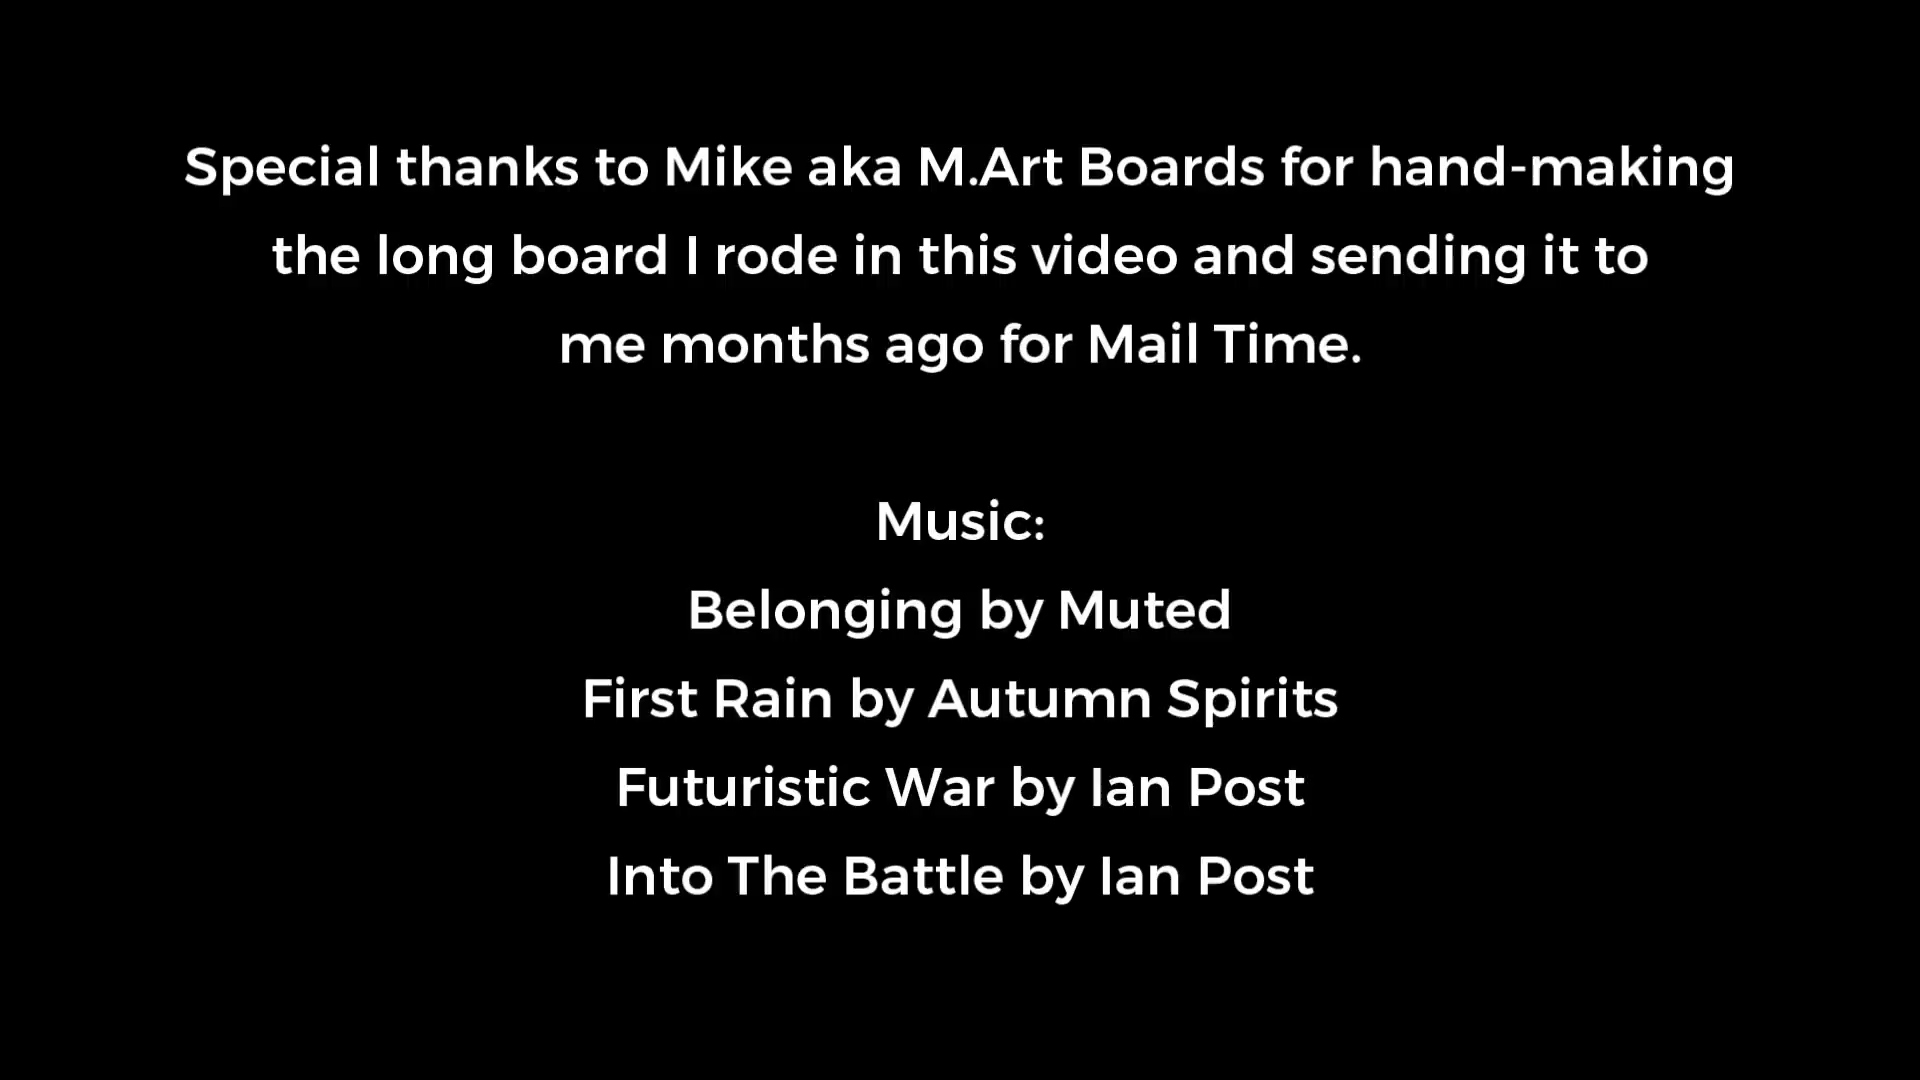 Special thanks to Mike aka M.Art Boards for hand-making
the long board I rode in this video and sending it to
me months ago for Mail Time.
Music:
Belonging by Muted
First Rain by Autumn Spirits
Futuristic War by Ian Post
Into The Battle by Ian Post